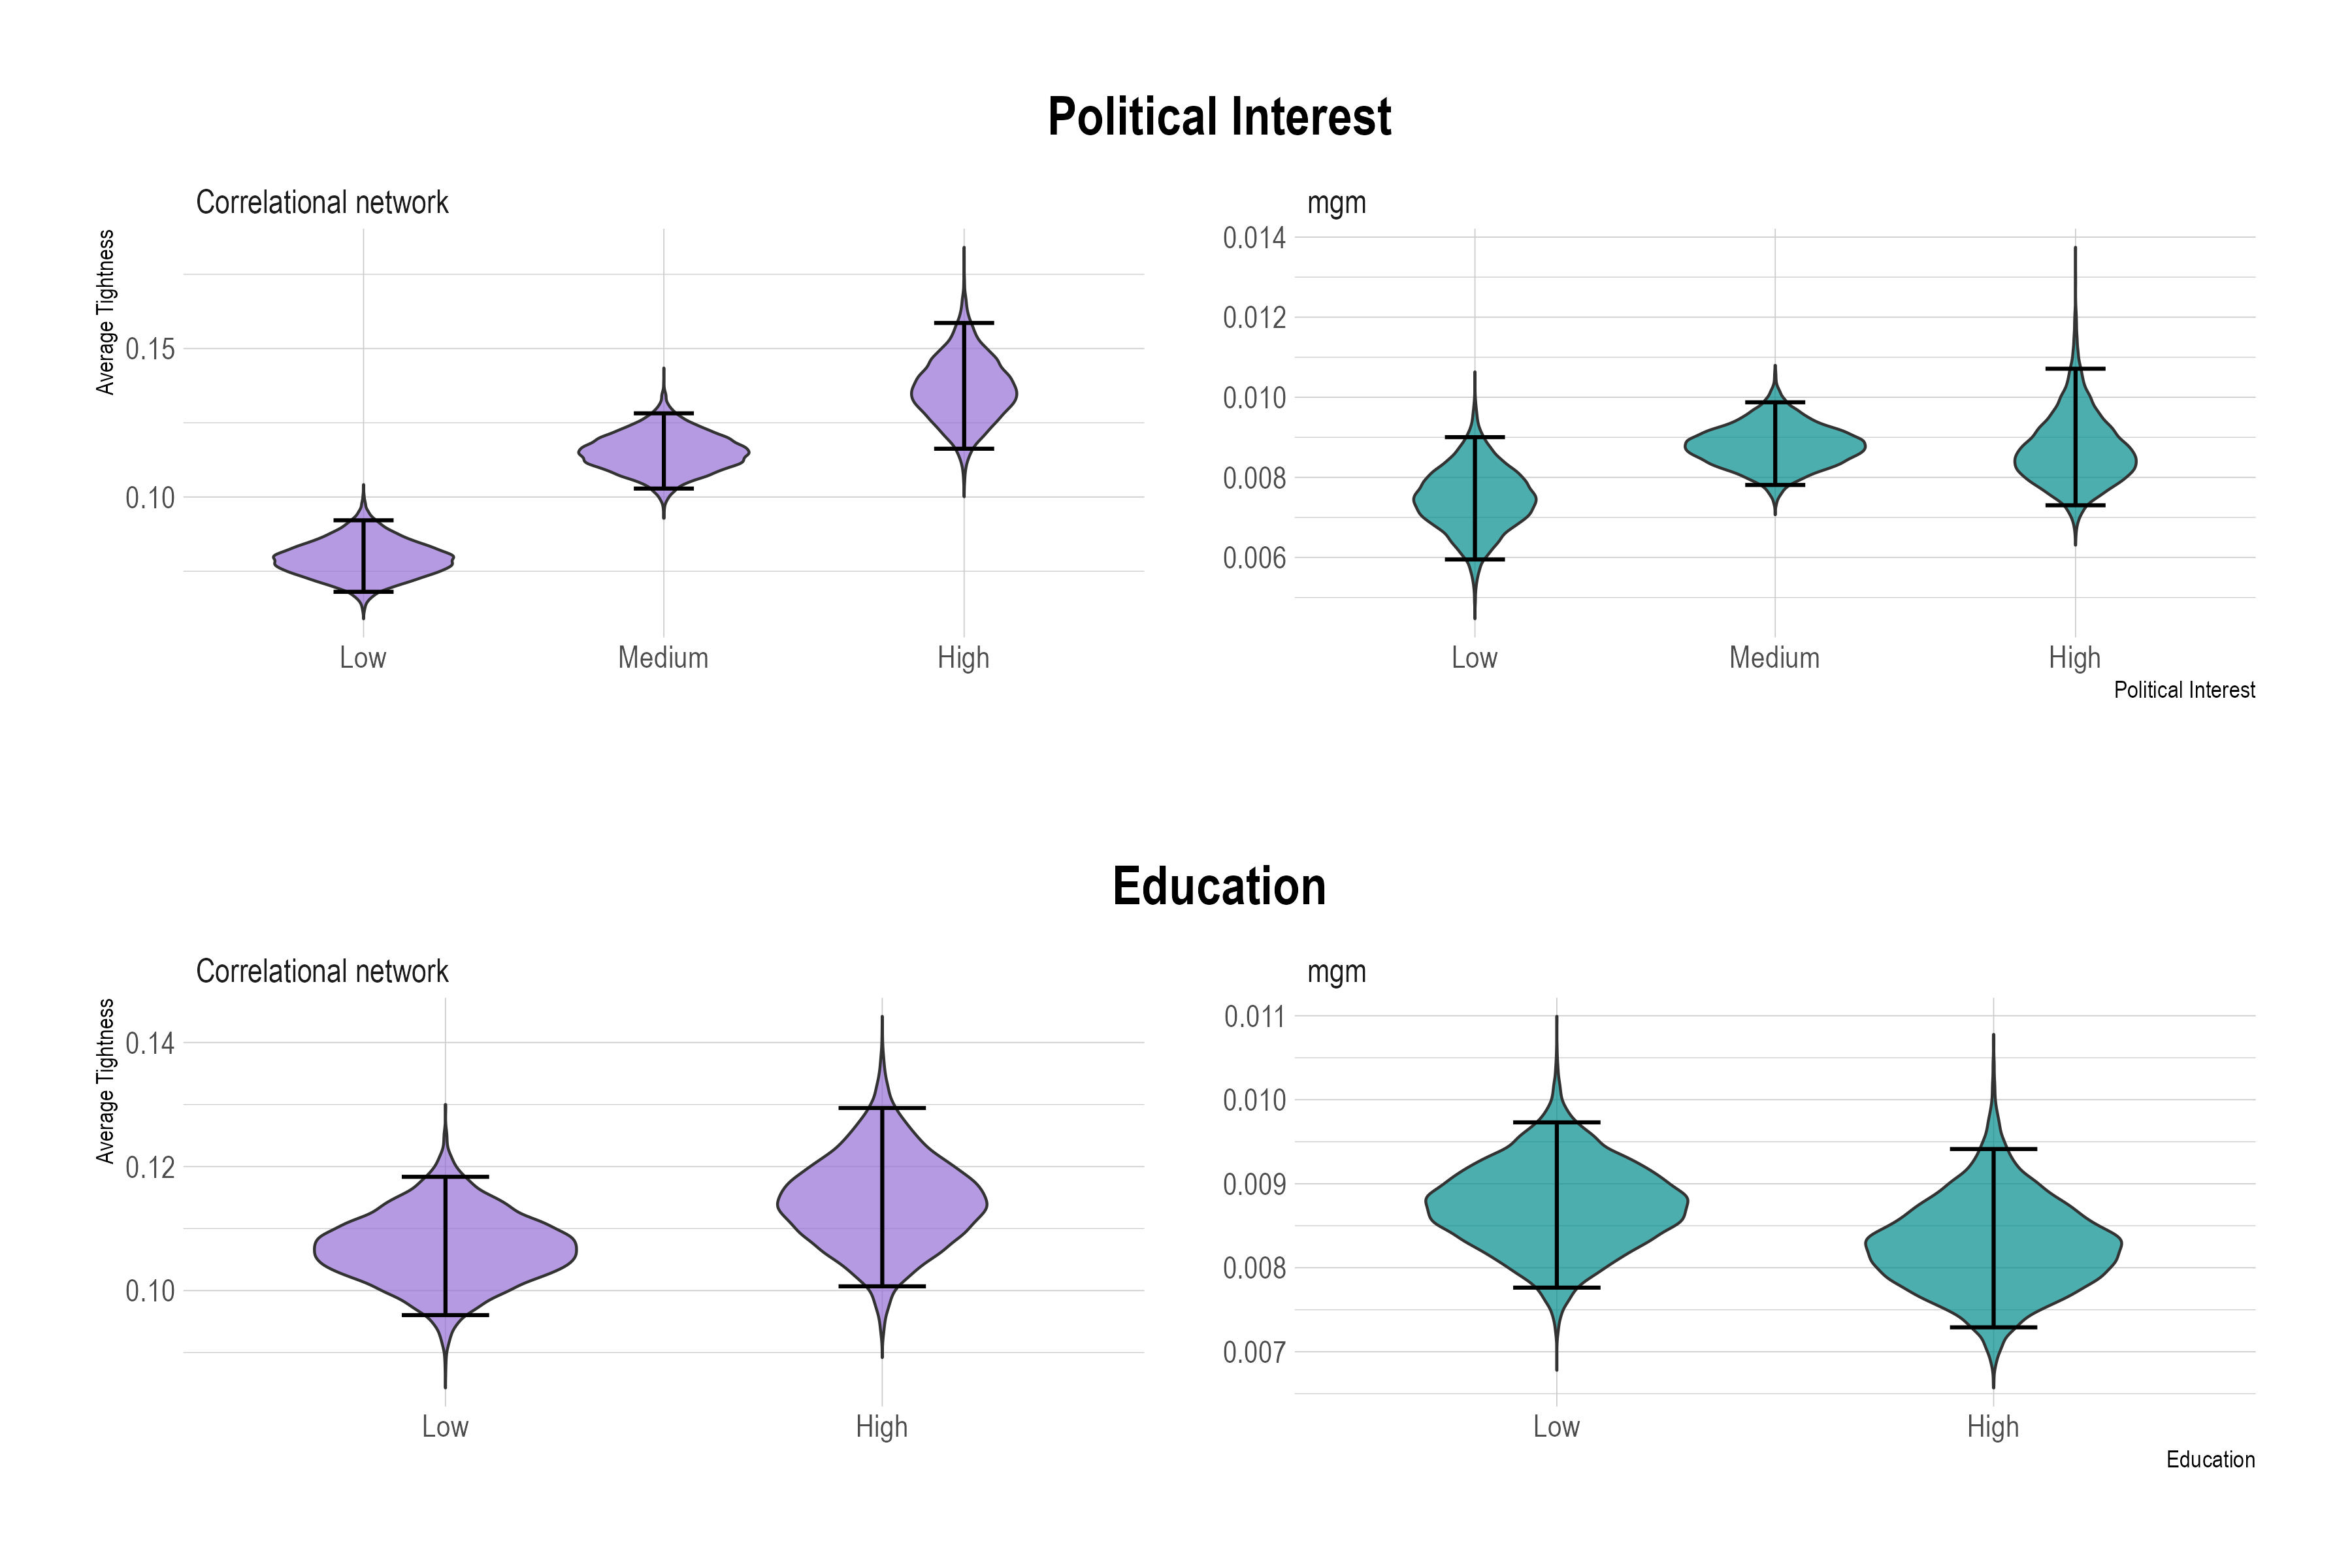 Political Interest
Correlational network
Average Tightness
0.15
0.10
Low Medium High
mgm
0.014
0.012
0.010
0.008
0.006
Low Medium High
Political Interest
Education
Correlational network
Average Tightness
0.14
0.12
0.10
Low High
mgm
0.011
0.010
0.009
0.008
0.007
Low High
Education